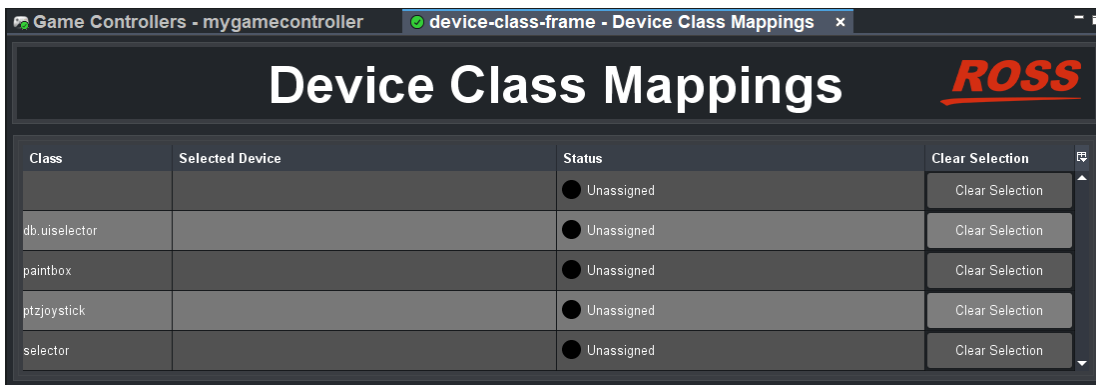 Game Controllers - mygamecontroller device-class-frame - Device Class Mappings ×
Device Class Mappings ROSS
Class Selected Device Status Clear Selection
Unassigned Clear Selection
db.uiselector Unassigned Clear Selection
paintbox Unassigned Clear Selection
ptzjoystick Unassigned Clear Selection
selector Unassigned Clear Selection